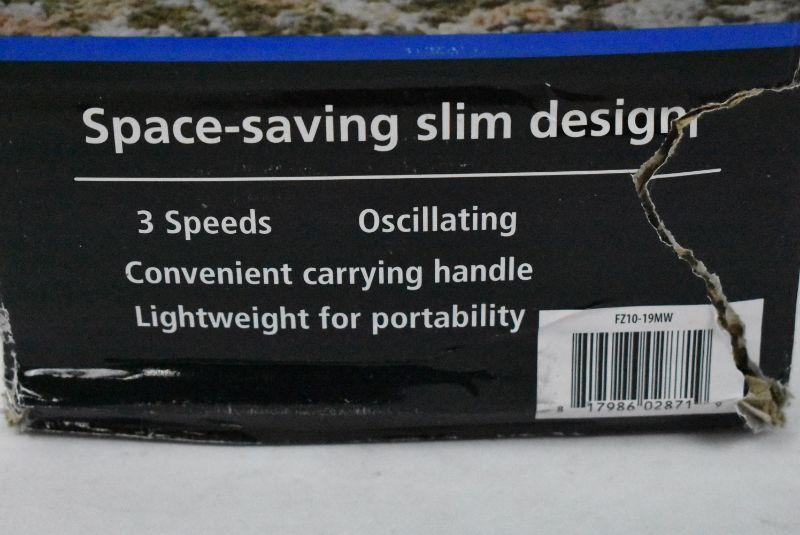 Space-saving slim design
3 Speeds Oscillating
Convenient carrying handle
Lightweight for portability
FZ10-19MW
8 17986 02871 9